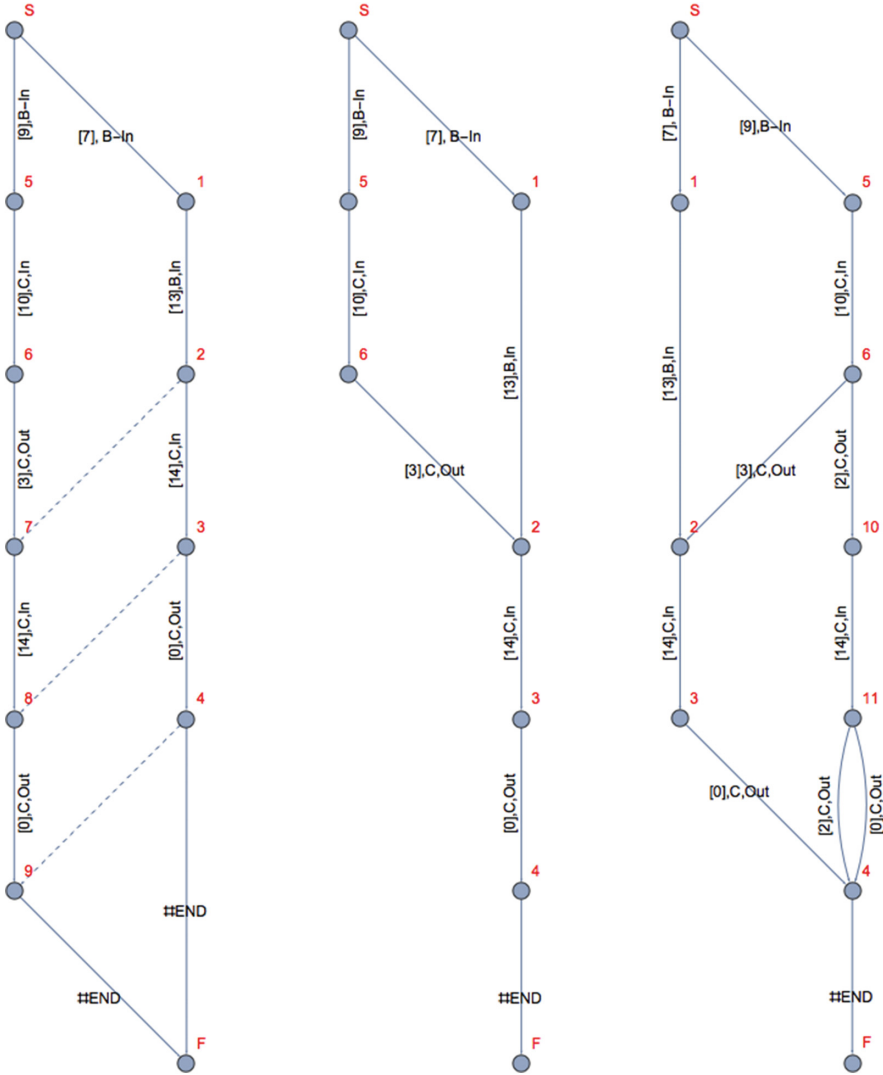 S
[9],B-In
[7], B-In
5
1
[10],C,In
[13],B,In
6
2
[3],C,Out
[14],C,In
7
3
[14],C,In
[0],C,Out
8
4
[0],C,Out
9
##END
##END
F
S
[9],B-In
[7], B-In
5
1
[10],C,In
6
[13],B,In
[3],C,Out
2
[14],C,In
3
[0],C,Out
4
##END
F
S
[7], B-In
[9],B-In
1
5
[10],C,In
6
[13],B,In
[3],C,Out
[2],C,Out
2
10
[14],C,In
[14],C,In
3
11
[0],C,Out
[2],C,Out
[0],C,Out
4
##END
F